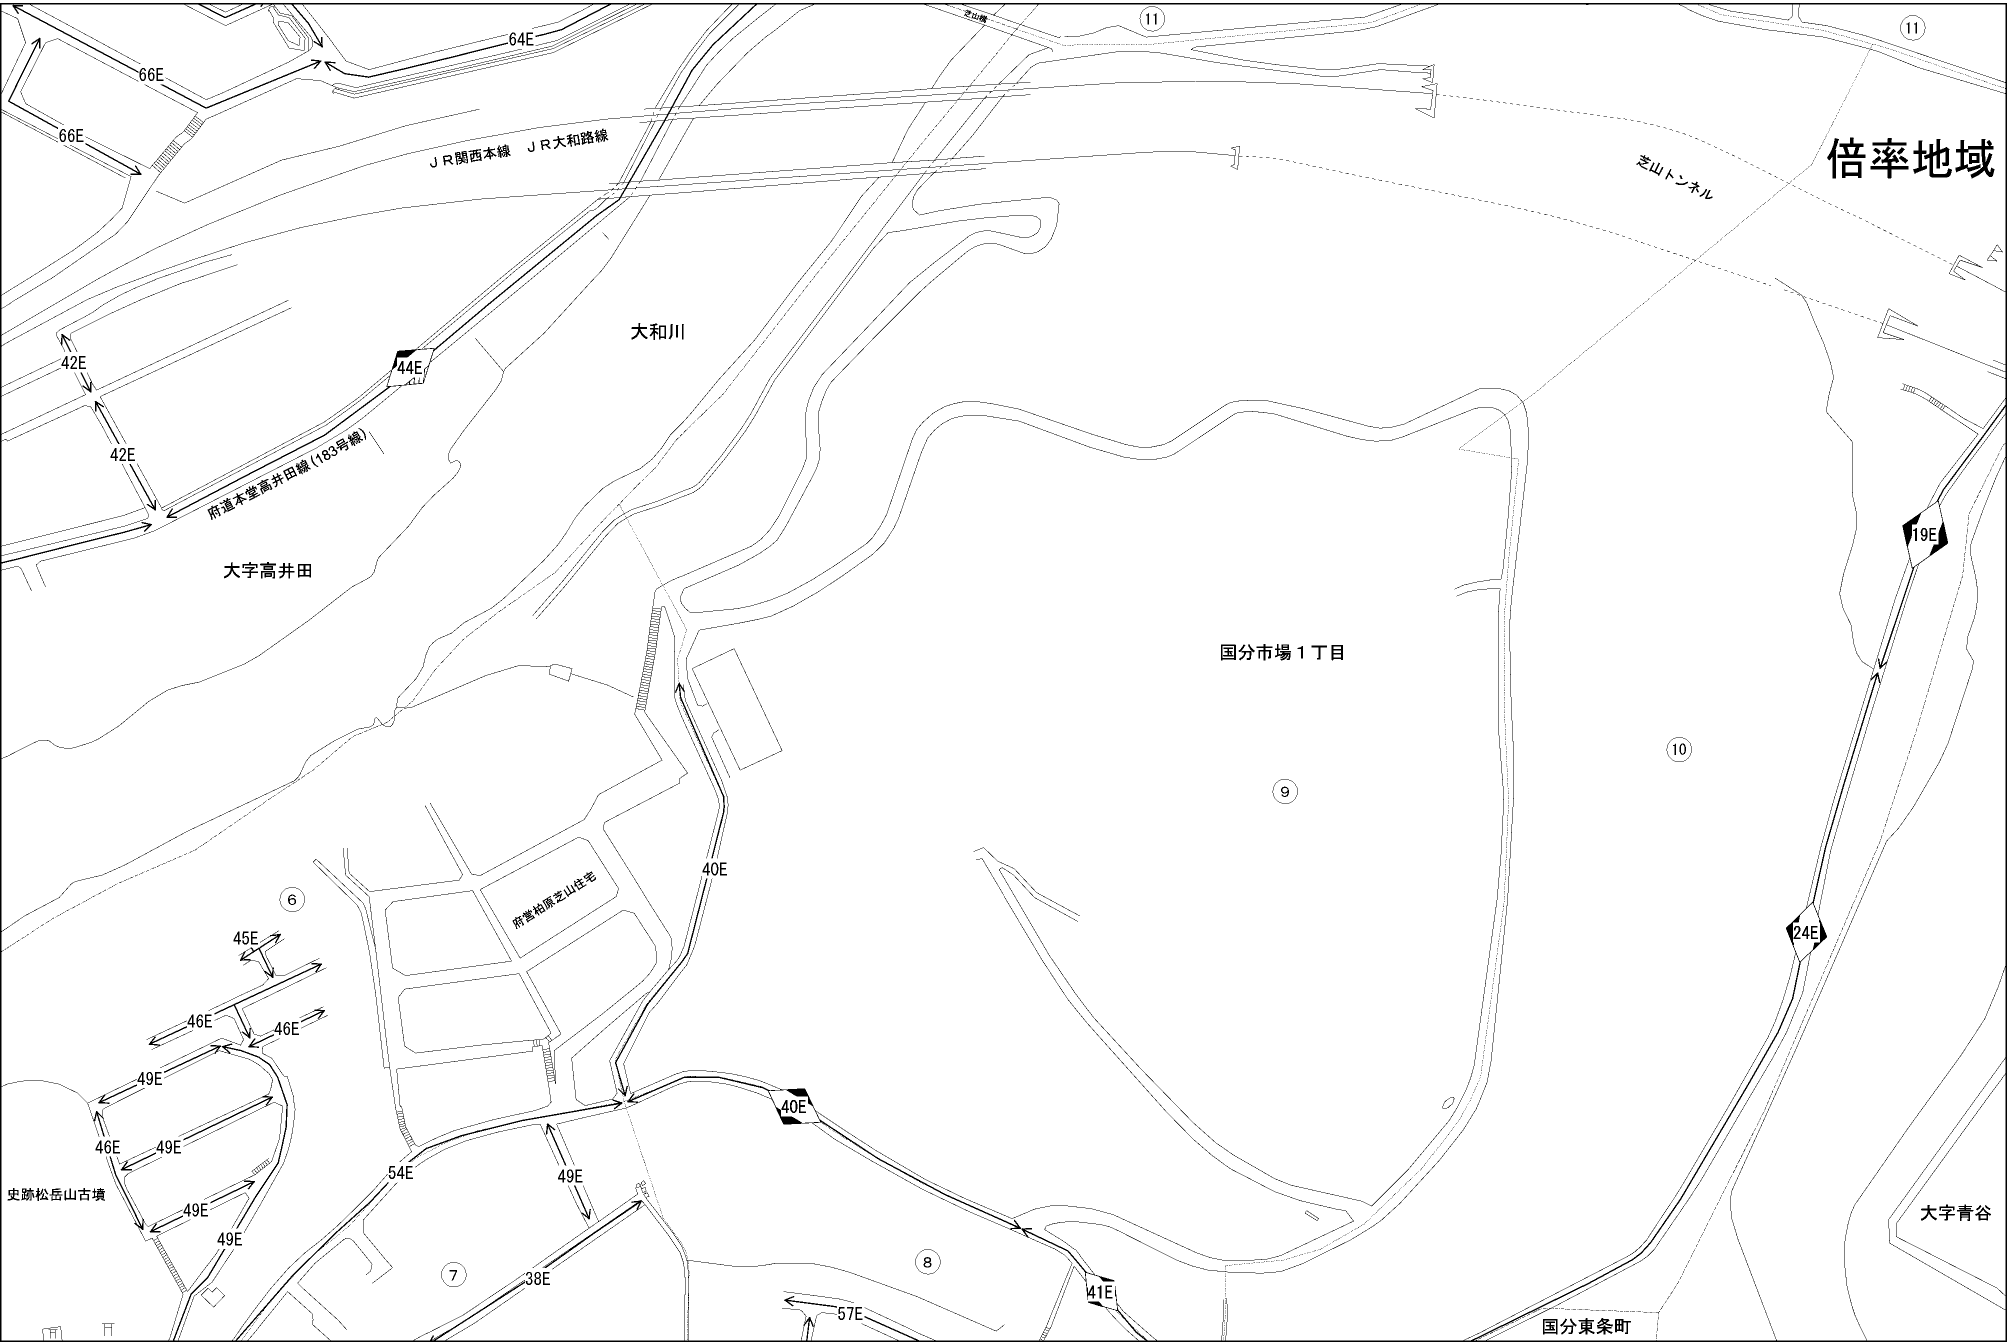 芝山橋
⑪
⑪
64E
66E
66E
ＪＲ関西本線　ＪＲ大和路線
芝山トンネル
倍率地域
大和川
42E
44E
42E
府道本堂高井田線(183号線)
19E
大字高井田
国分市場１丁目
⑩
⑨
40E
⑥
府営柏原芝山住宅
45E
24E
46E
46E
49E
40E
46E
49E
54E
49E
史跡松岳山古墳
49E
49E
大字青谷
⑧
⑦
38E
41E
57E
国分東条町